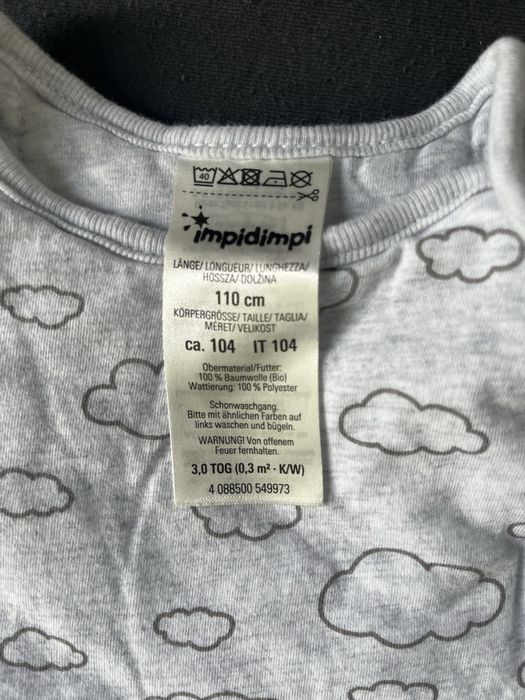 40
impidimpi
LÄNGE/ LONGUEUR/ LUNGHEZZA/
HOSSZA/ DOLŽINA
110 cm
KÖRPERGRÖSSE/ TAILLE/ TAGLIA/
MÉRET/ VELIKOST
ca. 104 IT 104
Obermaterial/Futter:
100 % Baumwolle (Bio)
Wattierung: 100 % Polyester
Schonwaschgang.
Bitte mit ähnlichen Farben auf
links waschen und bügeln.
WARNUNG! Von offenem
Feuer fernhalten.
3,0 TOG (0,3 m² · K/W)
4 088500 549973